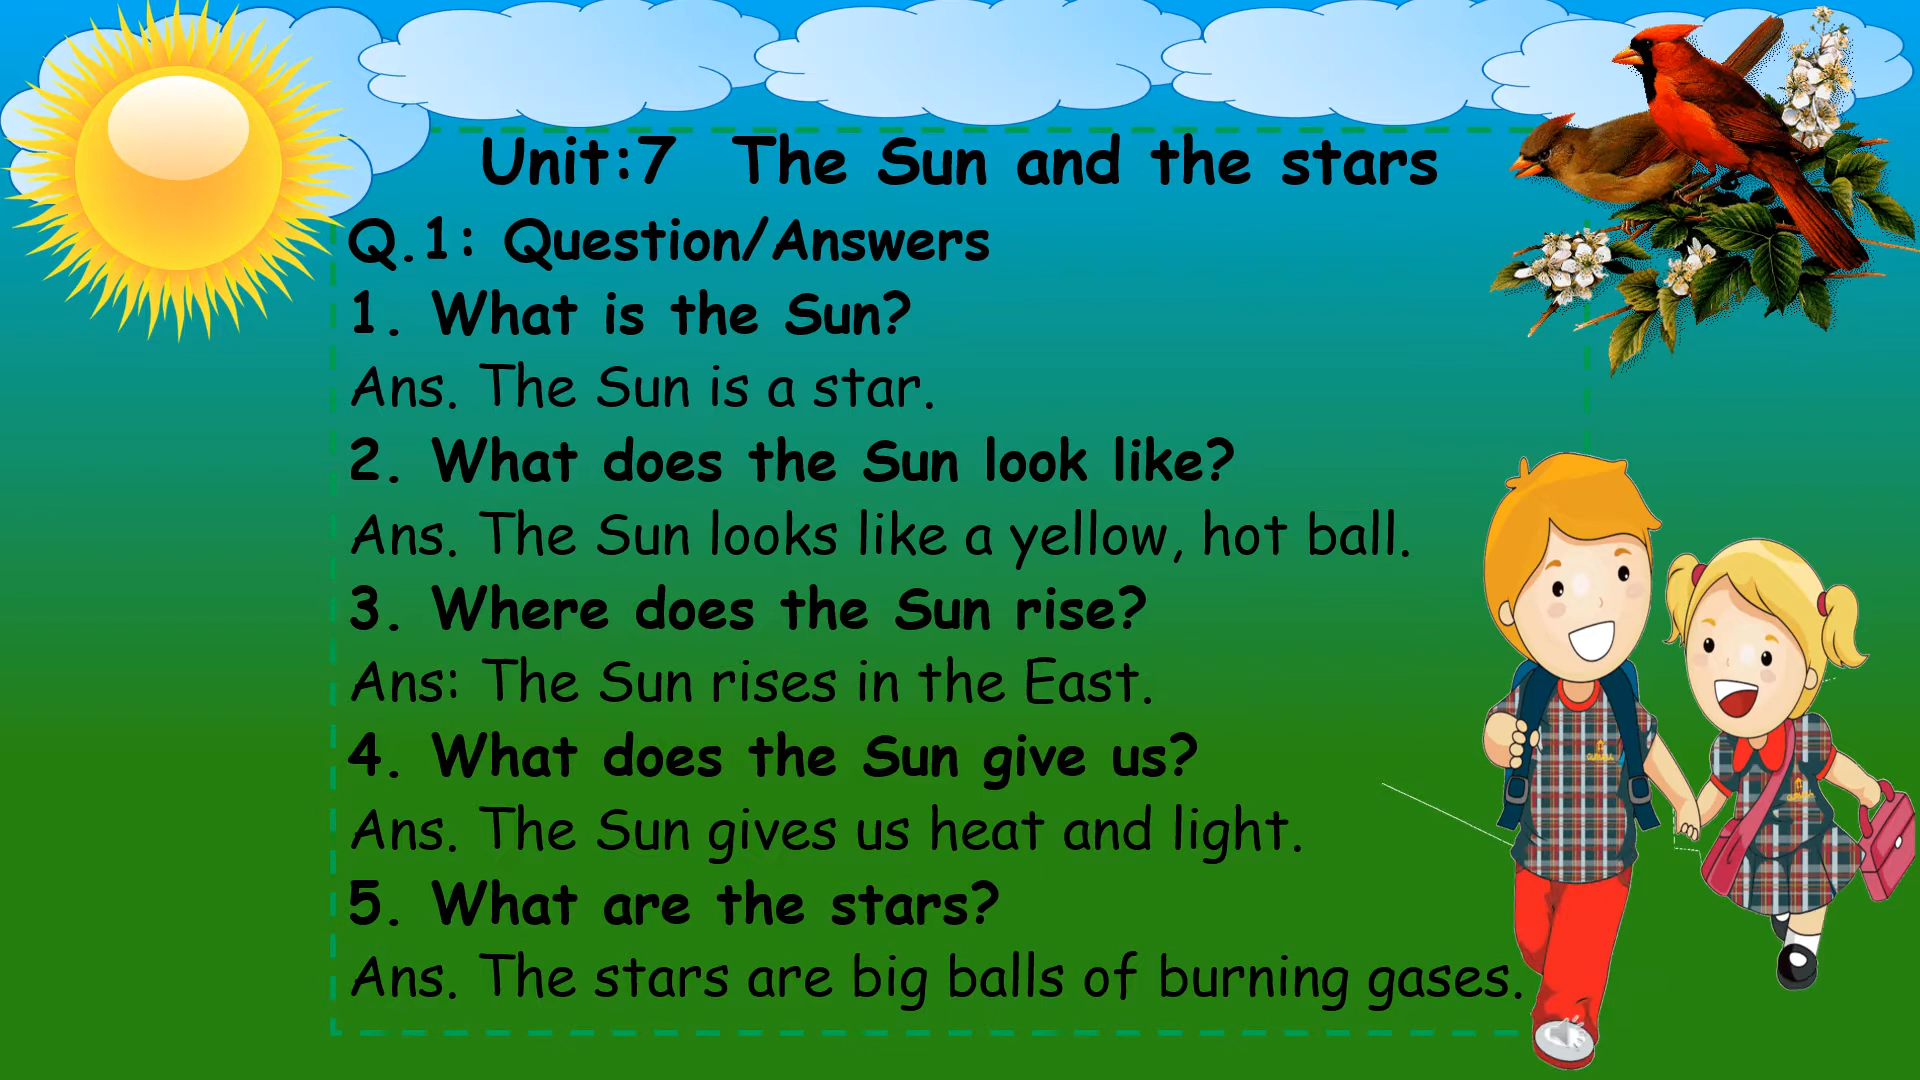 Unit:7 The Sun and the stars
Q.1: Question/Answers
1. What is the Sun?
Ans. The Sun is a star.
2. What does the Sun look like?
Ans. The Sun looks like a yellow, hot ball.
3. Where does the Sun rise?
Ans: The Sun rises in the East.
4. What does the Sun give us?
Ans. The Sun gives us heat and light.
5. What are the stars?
Ans. The stars are big balls of burning gases.